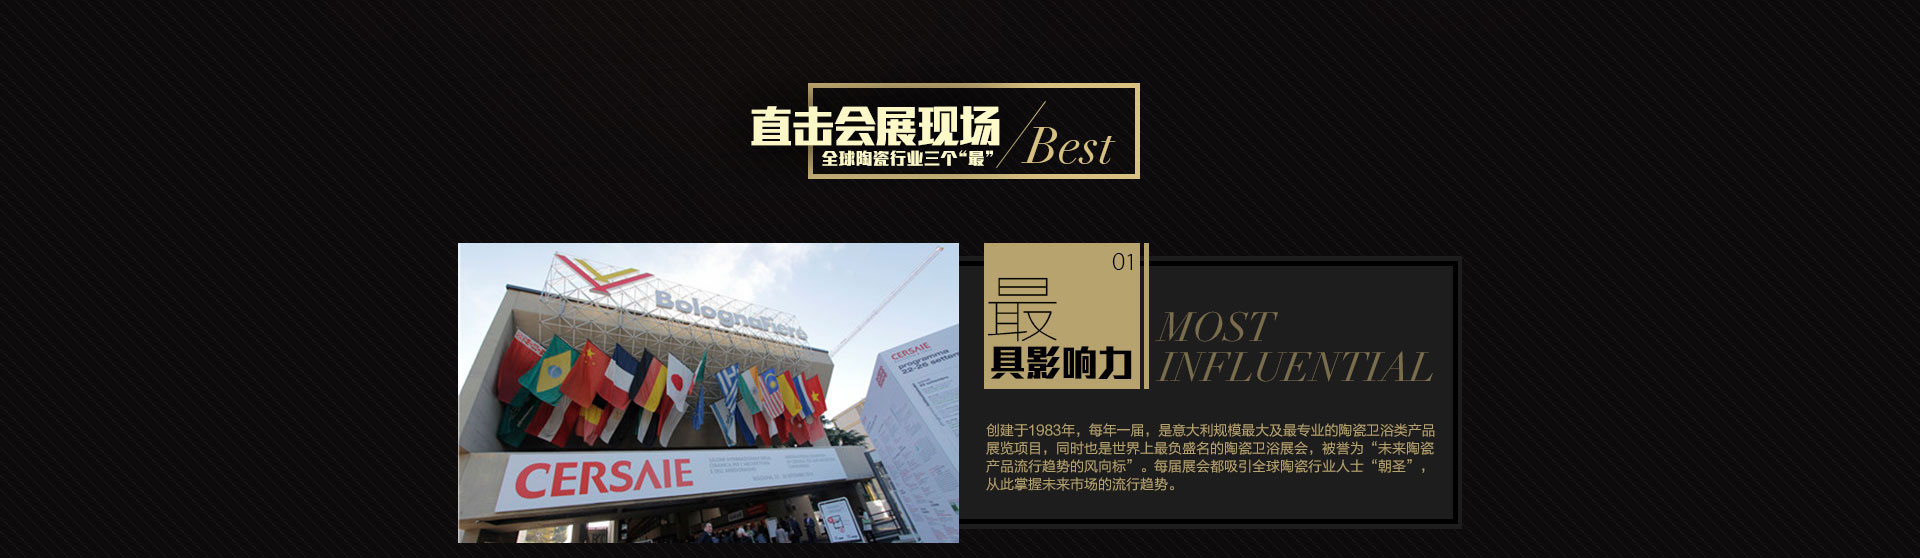 直击会展现场
全球陶瓷行业三个“最”
Best
BolognaFiere
CERSAIE
CERSAIE
programma
22-26 settem
01
最
具影响力
MOST
INFLUENTIAL
创建于1983年，每年一届，是意大利规模最大及最专业的陶瓷卫浴类产品
展览项目，同时也是世界上最负盛名的陶瓷卫浴展会，被誉为“未来陶瓷
产品流行趋势的风向标”。每届展会都吸引全球陶瓷行业人士“朝圣”，
从此掌握未来市场的流行趋势。